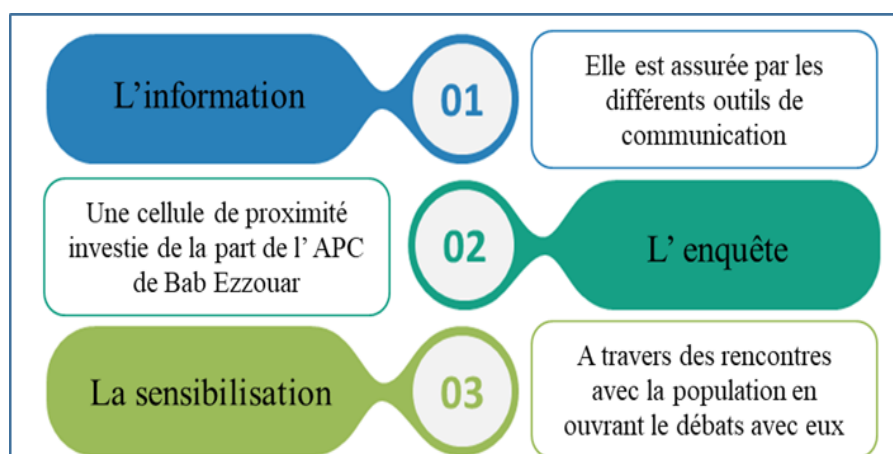 L'information
01
Elle est assurée par les
différents outils de
communication
Une cellule de proximité
investie de la part de l' APC
de Bab Ezzouar
02
L' enquête
La sensibilisation
03
A travers des rencontres
avec la population en
ouvrant le débats avec eux